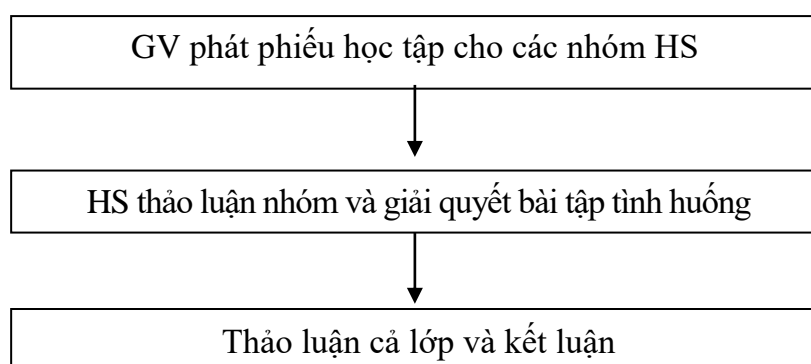 GV phát phiếu học tập cho các nhóm HS
HS thảo luận nhóm và giải quyết bài tập tình huống
Thảo luận cả lớp và kết luận